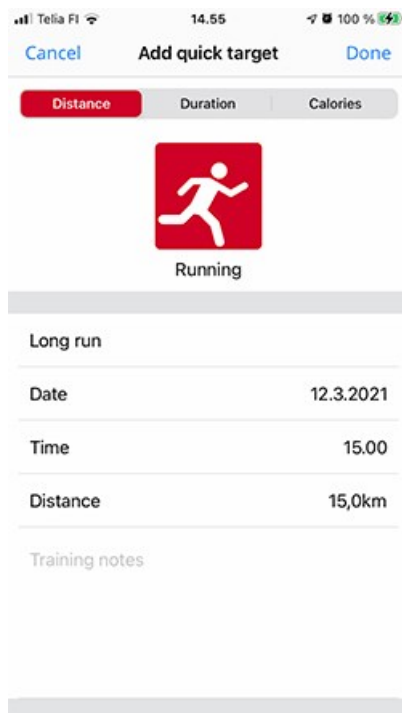 Telia FI 14.55 100 %
Cancel Add quick target Done
Distance Duration Calories
Running
Long run
Date 12.3.2021
Time 15.00
Distance 15,0km
Training notes